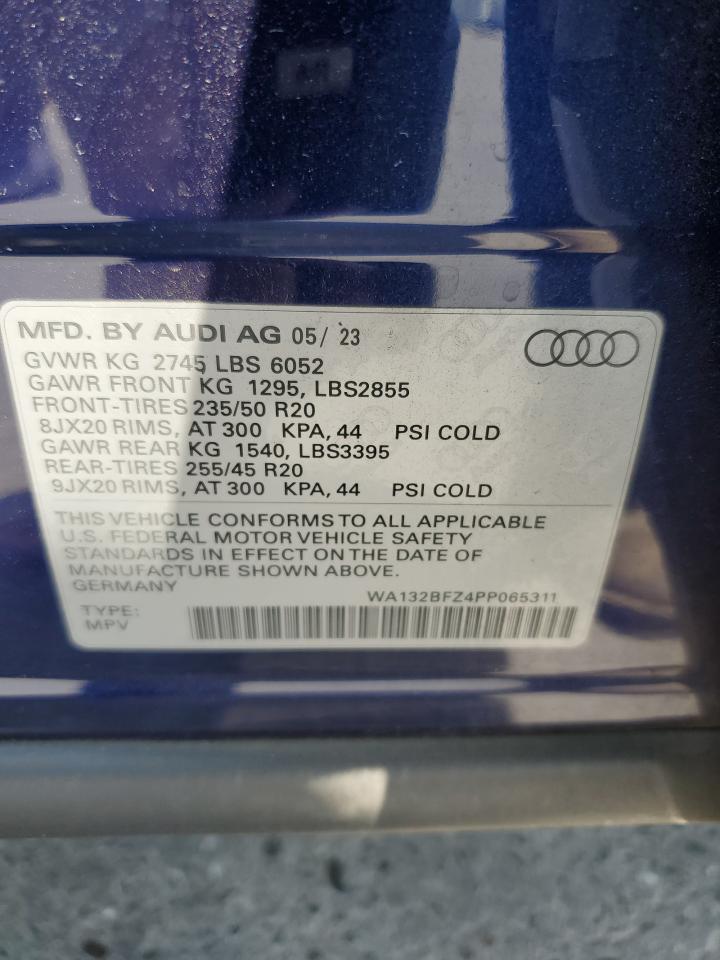 MFD. BY AUDI AG 05/ 23
GVWR KG 2745 LBS 6052
GAWR FRONT KG 1295, LBS2855
FRONT-TIRES 235/50 R20
8JX20 RIMS, AT 300 KPA, 44 PSI COLD
GAWR REAR KG 1540, LBS3395
REAR-TIRES 255/45 R20
9JX20 RIMS, AT 300 KPA, 44 PSI COLD
THIS VEHICLE CONFORMS TO ALL APPLICABLE
U.S. FEDERAL MOTOR VEHICLE SAFETY
STANDARDS IN EFFECT ON THE DATE OF
MANUFACTURE SHOWN ABOVE.
GERMANY
WA132BFZ4PP065311
TYPE:
MPV